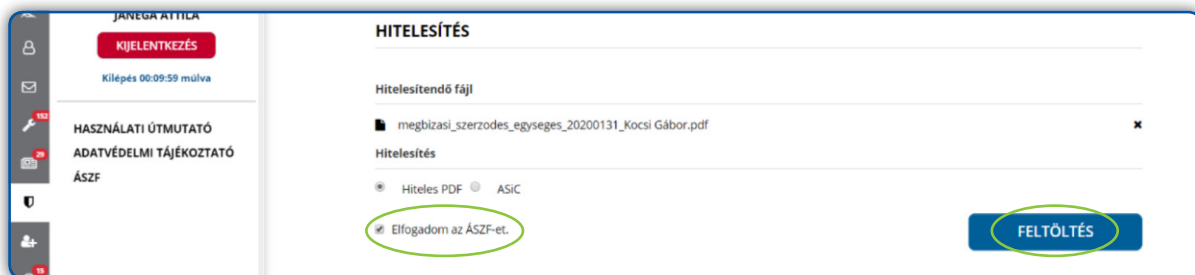 JANEGA ATTILA
KIJELENTKEZÉS
Kilépés 00:09:59 múlva
HASZNÁLATI ÚTMUTATÓ
ADATVÉDELMI TÁJÉKOZTATÓ
ÁSZF
152
29
15
HITELESÍTÉS
Hitelesítendő fájl
megbizasi_szerzodes_egyseges_20200131_Kocsi Gábor.pdf
Hitelesítés
Hiteles PDF ASiC
Elfogadom az ÁSZF-et.
FELTÖLTÉS